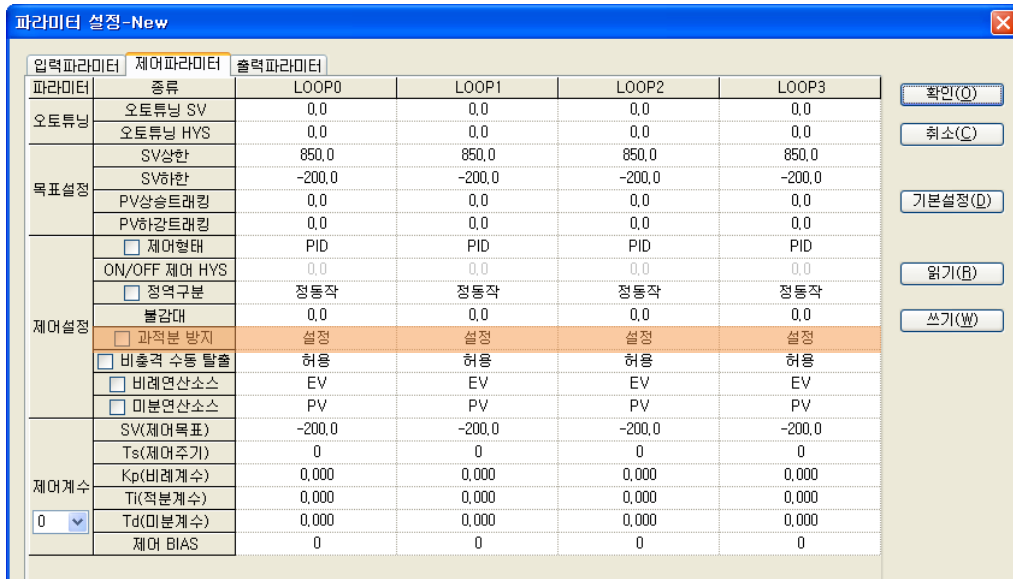 파라미터 설정-New
입력파라미터 제어파라미터 출력파라미터
파라미터 종류 LOOP0 LOOP1 LOOP2 LOOP3
오토튜닝 오토튜닝 SV 0.0 0.0 0.0 0.0
오토튜닝 HYS 0.0 0.0 0.0 0.0
목표설정 SV상한 850.0 850.0 850.0 850.0
SV하한 -200.0 -200.0 -200.0 -200.0
PV상승트래킹 0.0 0.0 0.0 0.0
PV하강트래킹 0.0 0.0 0.0 0.0
제어설정 제어형태 PID PID PID PID
ON/OFF 제어 HYS 0.0 0.0 0.0 0.0
정역구분 정동작 정동작 정동작 정동작
불감대 0.0 0.0 0.0 0.0
과적분 방지 설정 설정 설정 설정
비충격 수동 탈출 허용 허용 허용 허용
비례연산소스 EV EV EV EV
미분연산소스 PV PV PV PV
제어계수 0 SV(제어목표) -200.0 -200.0 -200.0 -200.0
Ts(제어주기) 0 0 0 0
Kp(비례계수) 0.000 0.000 0.000 0.000
Ti(적분계수) 0.000 0.000 0.000 0.000
Td(미분계수) 0.000 0.000 0.000 0.000
제어 BIAS 0 0 0 0
확인(O)
취소(C)
기본설정(D)
읽기(R)
쓰기(W)